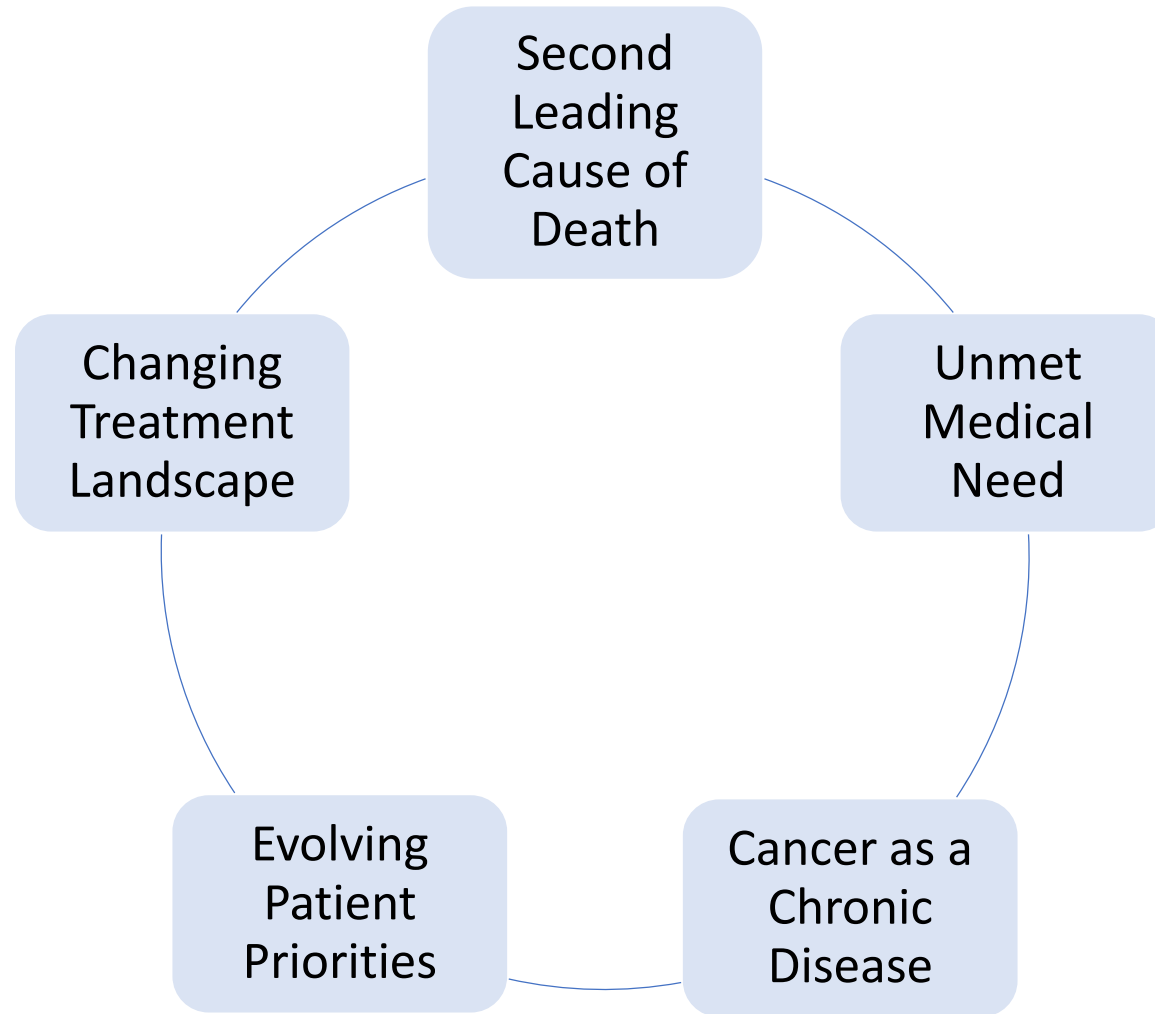 Second
Leading
Cause of
Death
Unmet
Medical
Need
Cancer as a
Chronic
Disease
Evolving
Patient
Priorities
Changing
Treatment
Landscape